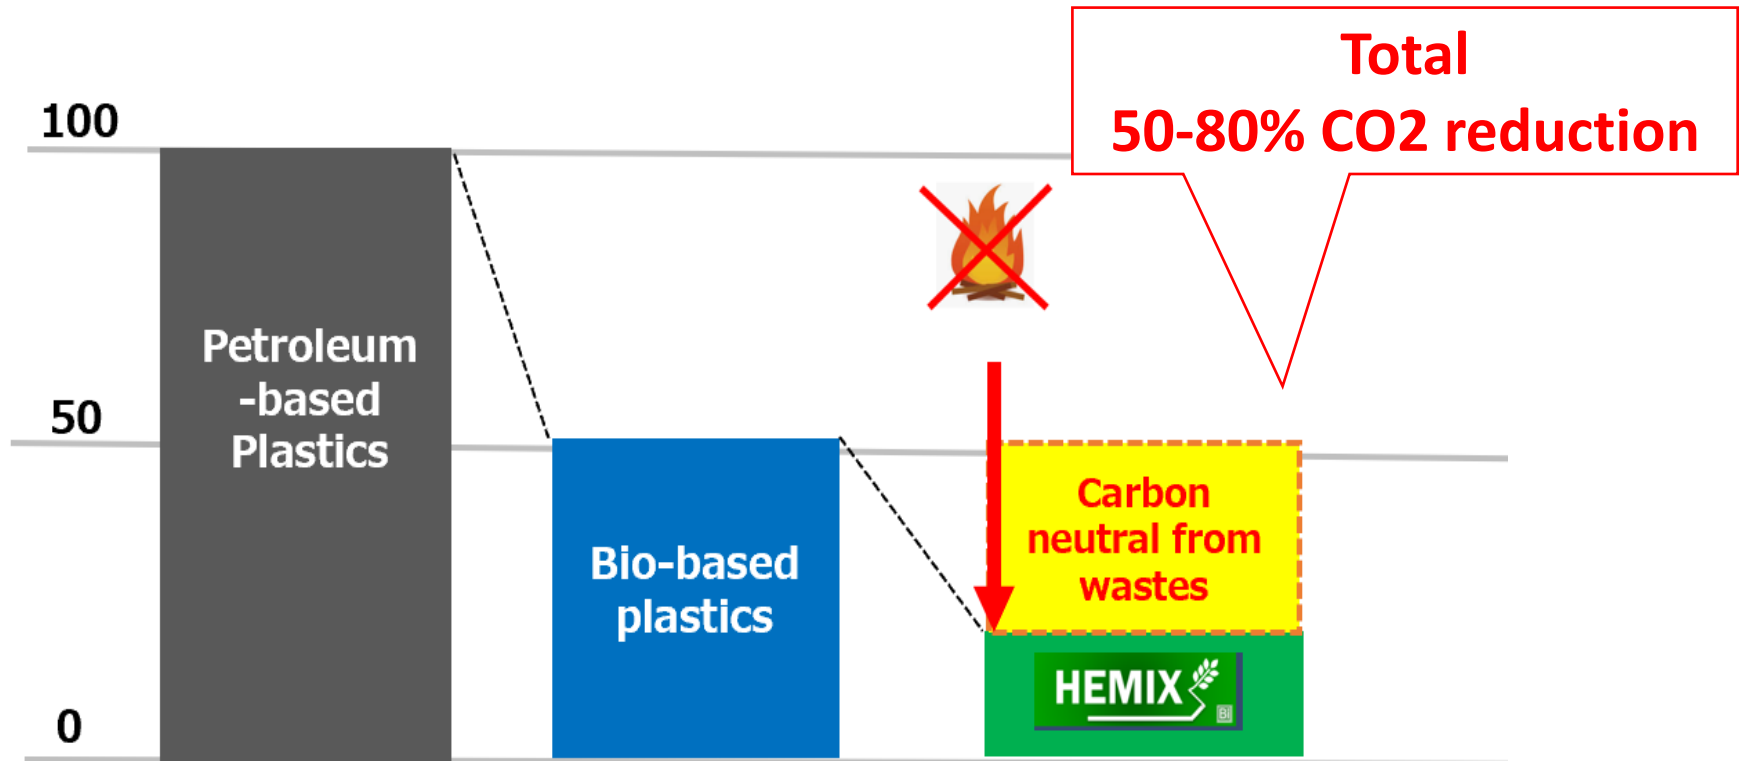 Total
50-80% CO2 reduction
100
Petroleum
-based
Plastics
50
Carbon
neutral from
wastes
Bio-based
plastics
HEMIX
Bi
0